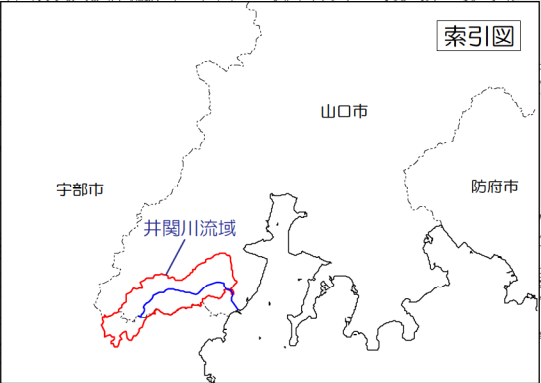 索引図
山口市
宇部市
防府市
井関川流域